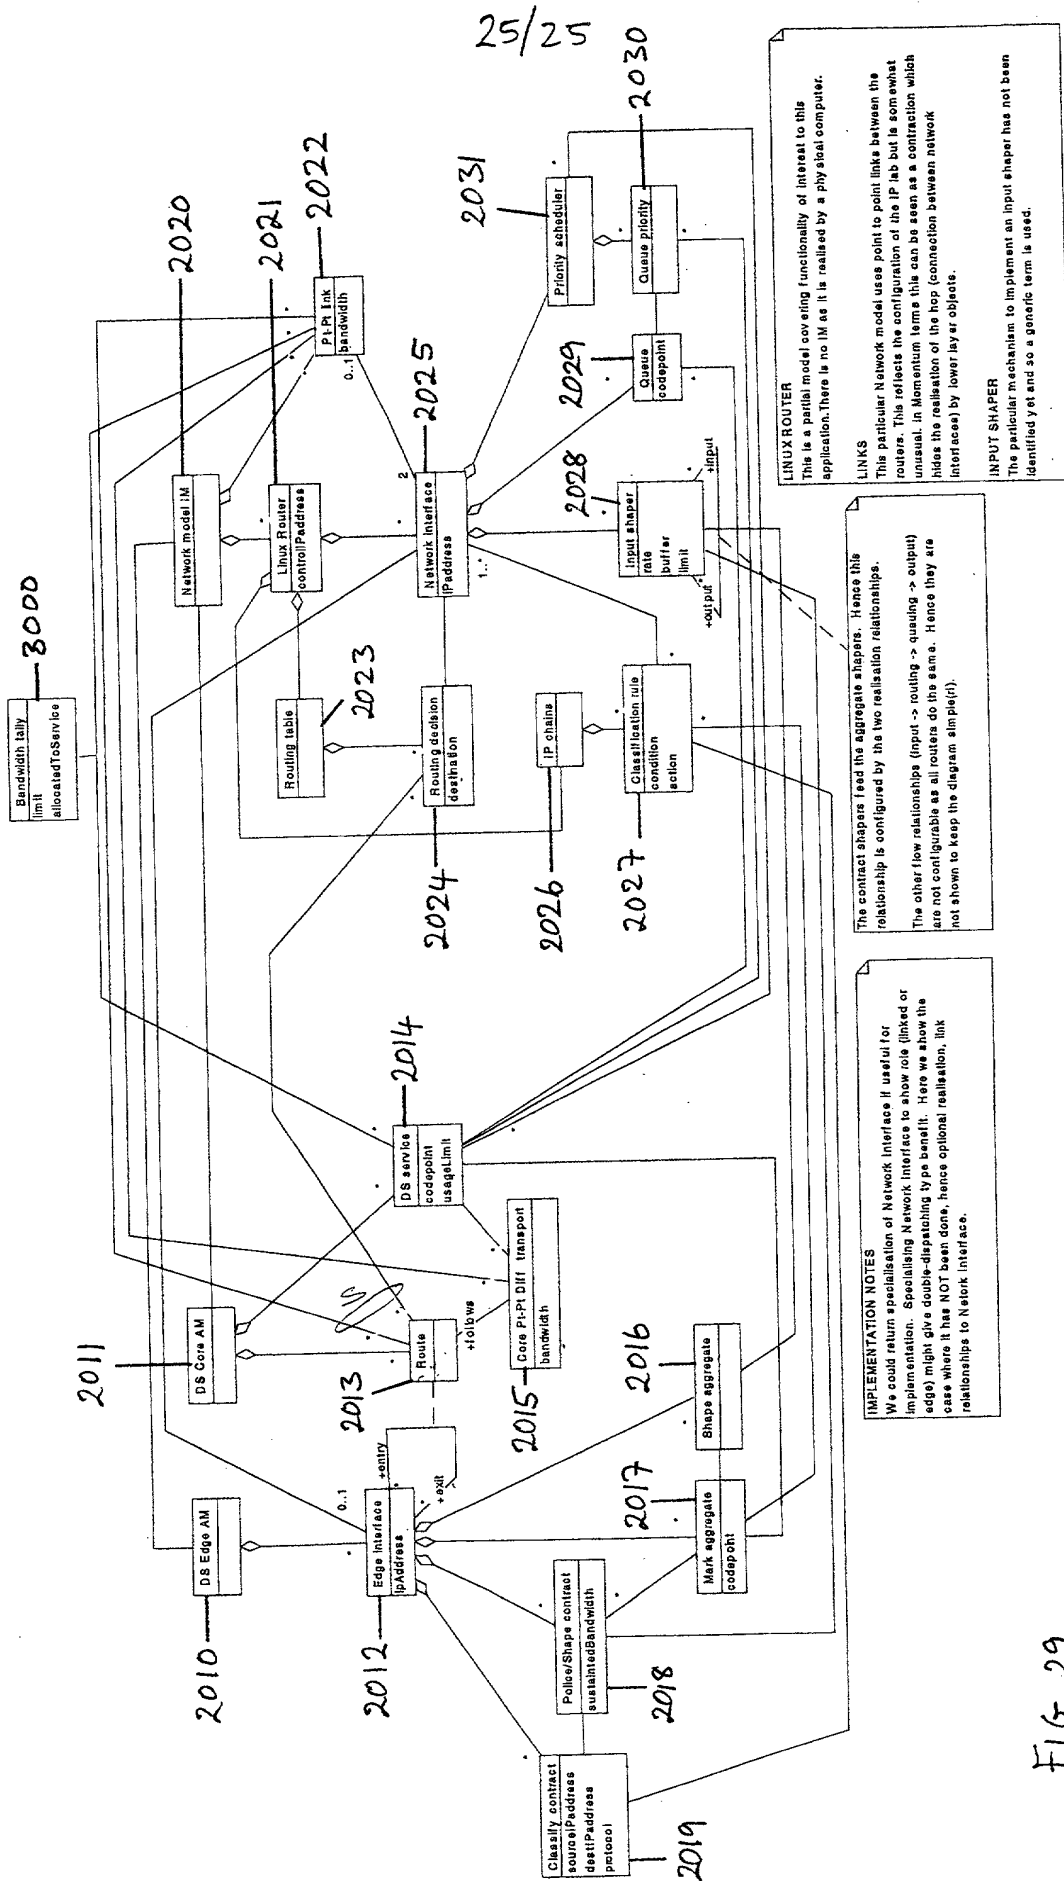 25/25
Bandwidth tally
limit
allocatedToService
3000
DS Edge AM
2010
DS Core AM
2011
Network model IM
2020
Linux Router
controlIPaddress
2021
Pt-Pt link
bandwidth
2022
0..1
Edge interface
ipAddress
2012
0..1
+entry
+exit
Route
2013
+follows
DS service
codepoint
usageLimit
2014
Core Pt-Pt Diff transport
bandwidth
2015
Routing table
2023
Routing decision
destination
2024
Network Interface
IPaddress
2025
2
1..*
IP chains
2026
Classification rule
condition
action
2027
Input shaper
rate
buffer
limit
2028
+input
+output
Queue
codepoint
2029
Queue priority
2030
Priority scheduler
2031
Shape aggregate
2016
Mark aggregate
codepoint
2017
Police/Shape contract
sustaintedBandwidth
2018
Classify contract
sourceIPaddress
destIPaddress
protocol
2019
IMPLEMENTATION NOTES
We could return specialisation of Network Interface if useful for
implementation. Specialising Network Interface to show role (linked or
edge) might give double-dispatching type benefit. Here we show the
case where it has NOT been done, hence optional realisation, link
relationships to Netork Interface.
The contract shapers feed the aggregate shapers. Hence this
relationship is configured by the two realisation relationships.
The other flow relationships (input -> routing -> queuing -> output)
are not configurable as all routers do the same. Hence they are
not shown to keep the diagram simple(r).
LINUX ROUTER
This is a partial model covering functionality of interest to this
application.There is no IM as it is realised by a physical computer.
LINKS
This particular Network model uses point to point links between the
routers. This reflects the configuration of the IP lab but is somewhat
unusual. In Momentum terms this can be seen as a contraction which
hides the realisation of the hop (connection between network
interfaces) by lower layer objects.
INPUT SHAPER
The particular mechanism to implement an input shaper has not been
identified yet and so a generic term is used.
FIG 29